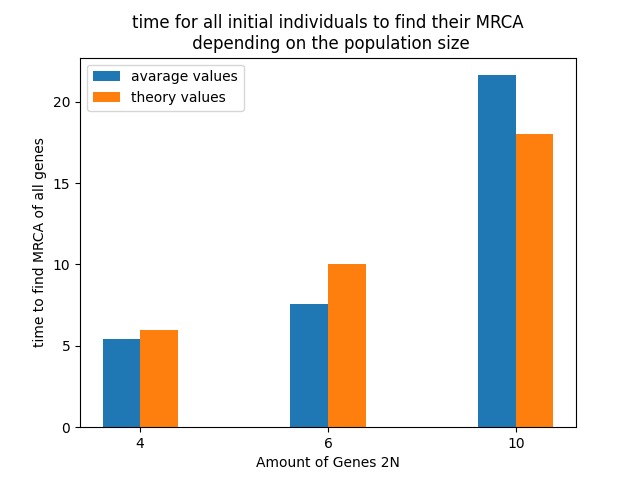 time for all initial individuals to find their MRCA
depending on the population size
avarage values
theory values
time to find MRCA of all genes
20
15
10
5
0
4 6 10
Amount of Genes 2N